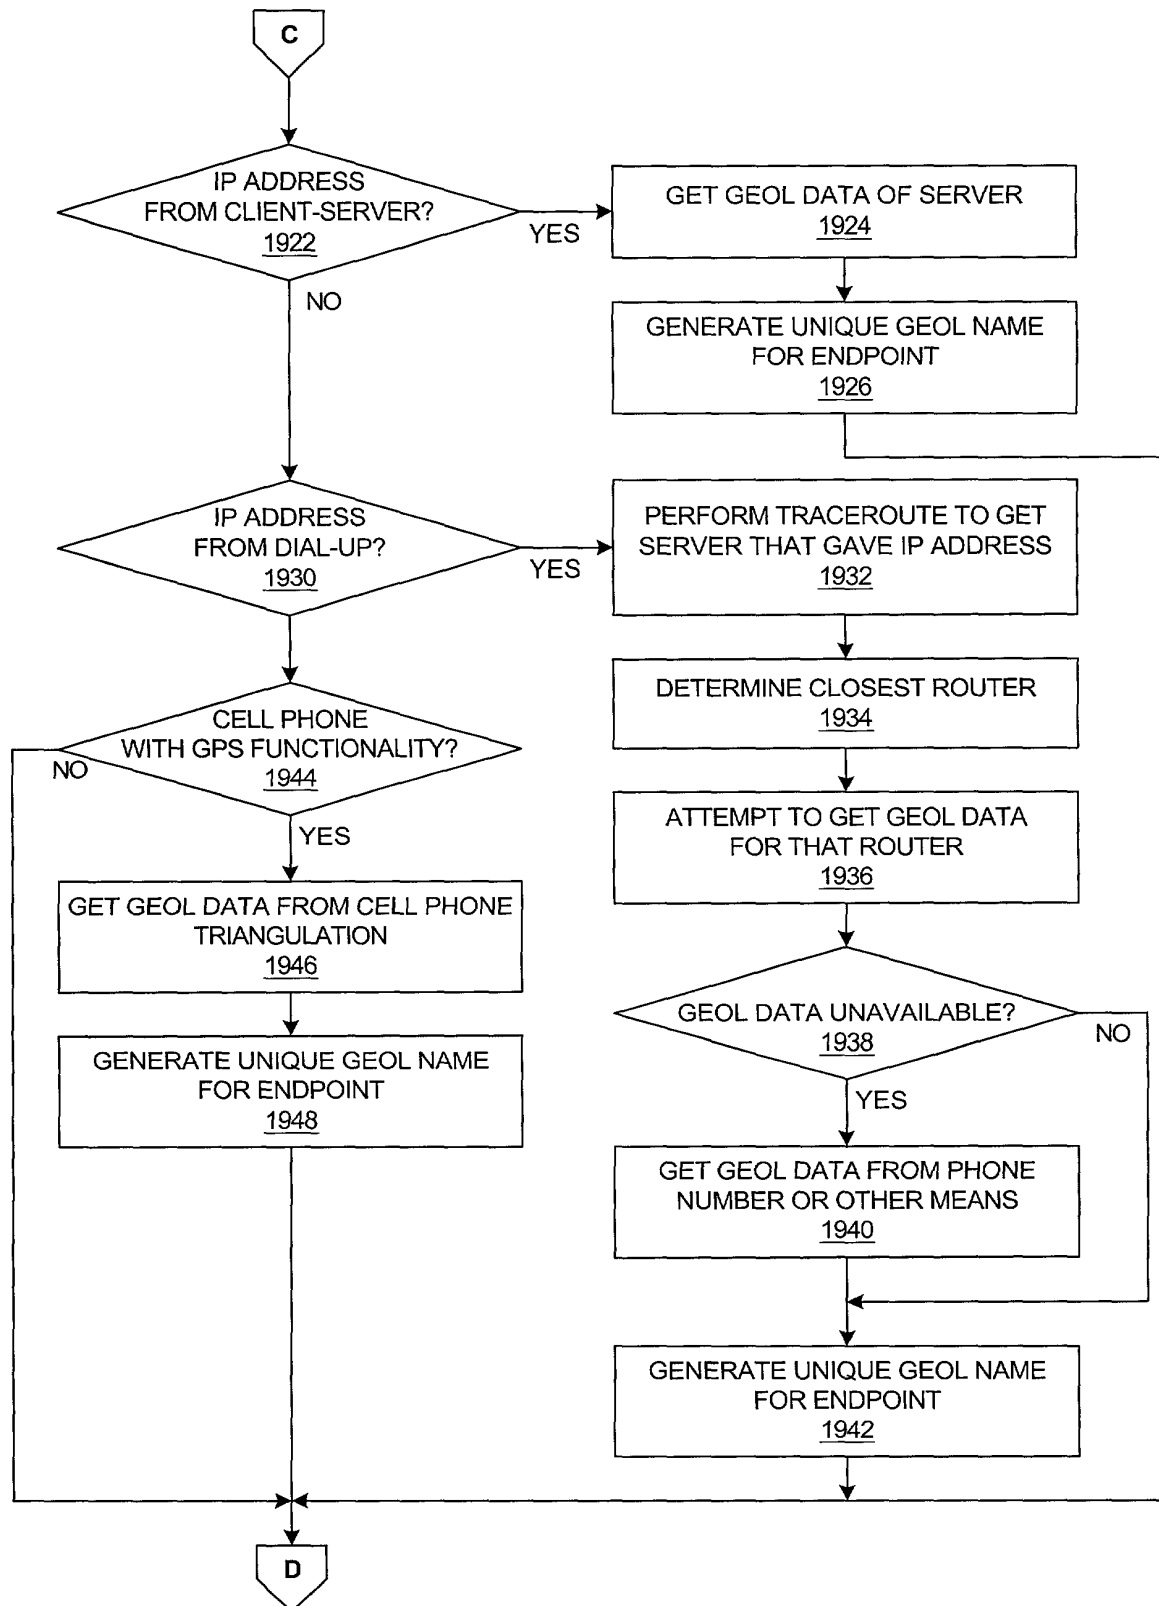 C
IP ADDRESS
FROM CLIENT-SERVER?
1922
YES
NO
GET GEOL DATA OF SERVER
1924
GENERATE UNIQUE GEOL NAME
FOR ENDPOINT
1926
IP ADDRESS
FROM DIAL-UP?
1930
YES
PERFORM TRACEROUTE TO GET
SERVER THAT GAVE IP ADDRESS
1932
DETERMINE CLOSEST ROUTER
1934
ATTEMPT TO GET GEOL DATA
FOR THAT ROUTER
1936
GEOL DATA UNAVAILABLE?
1938
NO
YES
GET GEOL DATA FROM PHONE
NUMBER OR OTHER MEANS
1940
GENERATE UNIQUE GEOL NAME
FOR ENDPOINT
1942
CELL PHONE
WITH GPS FUNCTIONALITY?
1944
NO
YES
GET GEOL DATA FROM CELL PHONE
TRIANGULATION
1946
GENERATE UNIQUE GEOL NAME
FOR ENDPOINT
1948
D